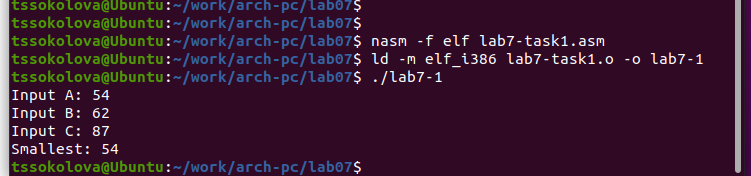 tssokolova@Ubuntu:~/work/arch-pc/lab07$
tssokolova@Ubuntu:~/work/arch-pc/lab07$
tssokolova@Ubuntu:~/work/arch-pc/lab07$ nasm -f elf lab7-task1.asm
tssokolova@Ubuntu:~/work/arch-pc/lab07$ ld -m elf_i386 lab7-task1.o -o lab7-1
tssokolova@Ubuntu:~/work/arch-pc/lab07$ ./lab7-1
Input A: 54
Input B: 62
Input C: 87
Smallest: 54
tssokolova@Ubuntu:~/work/arch-pc/lab07$